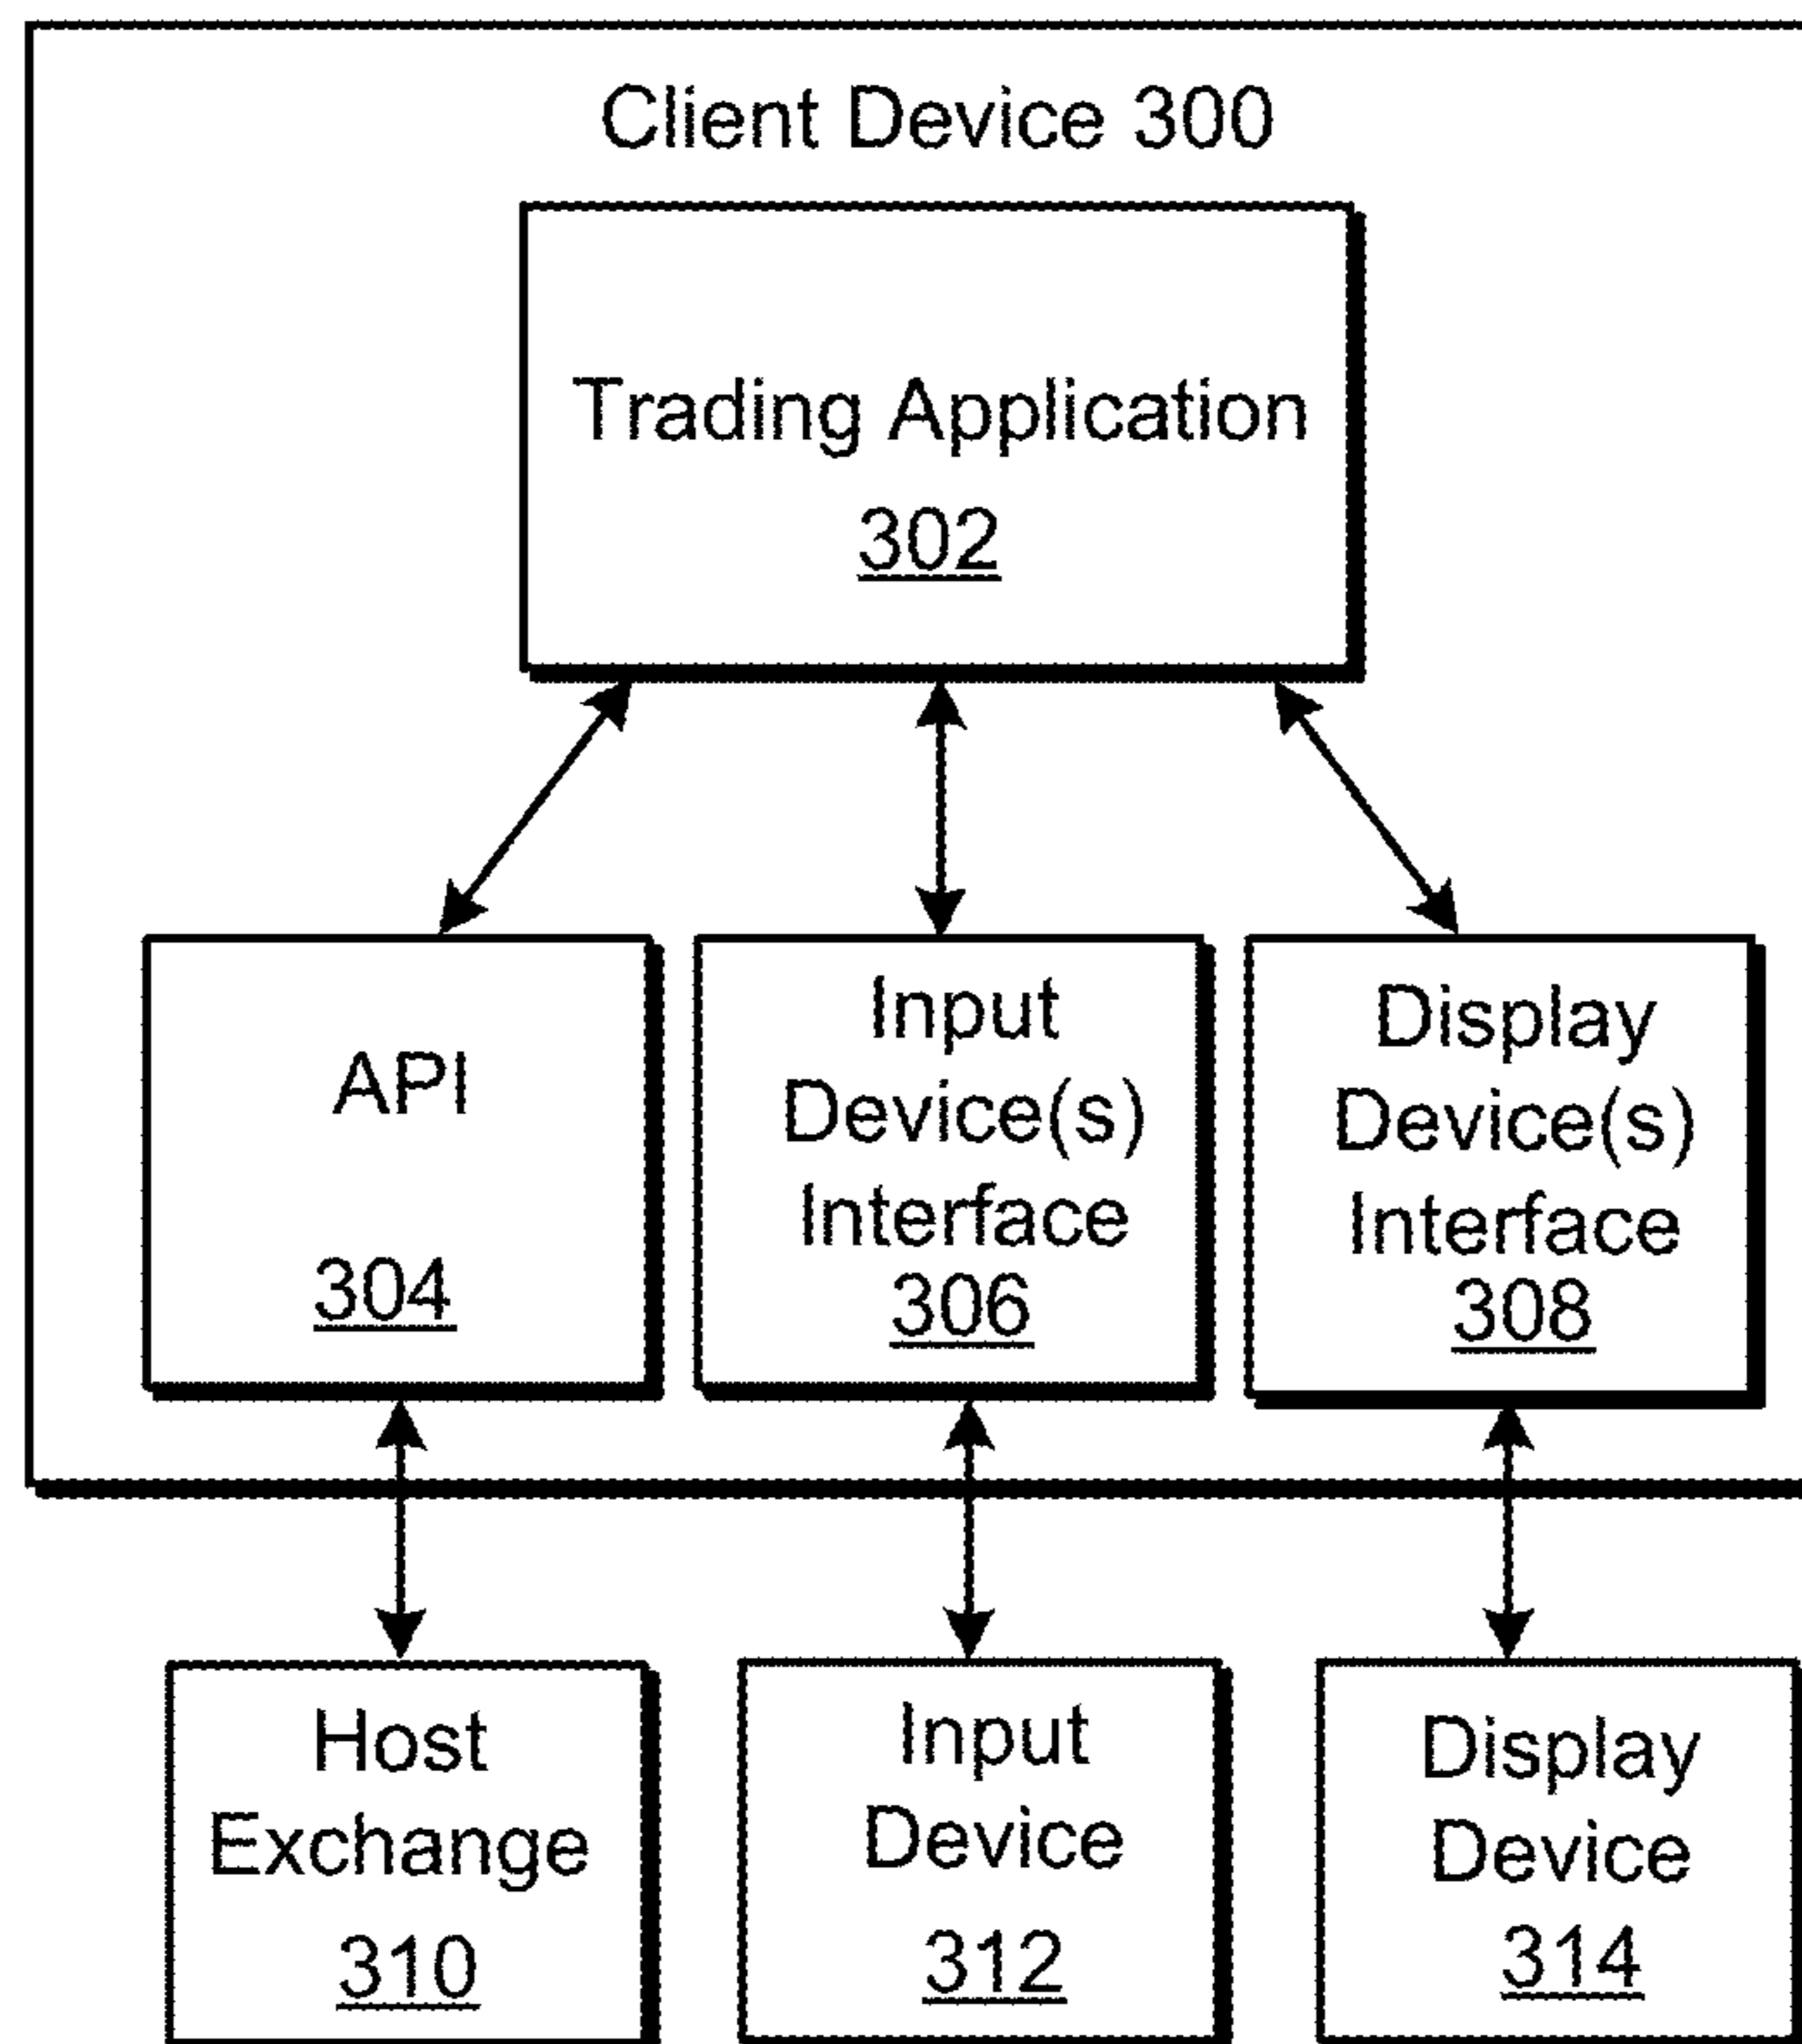 Client Device 300
Trading Application
302
API
304
Input
Device(s)
Interface
306
Display
Device(s)
Interface
308
Host
Exchange
310
Input
Device
312
Display
Device
314